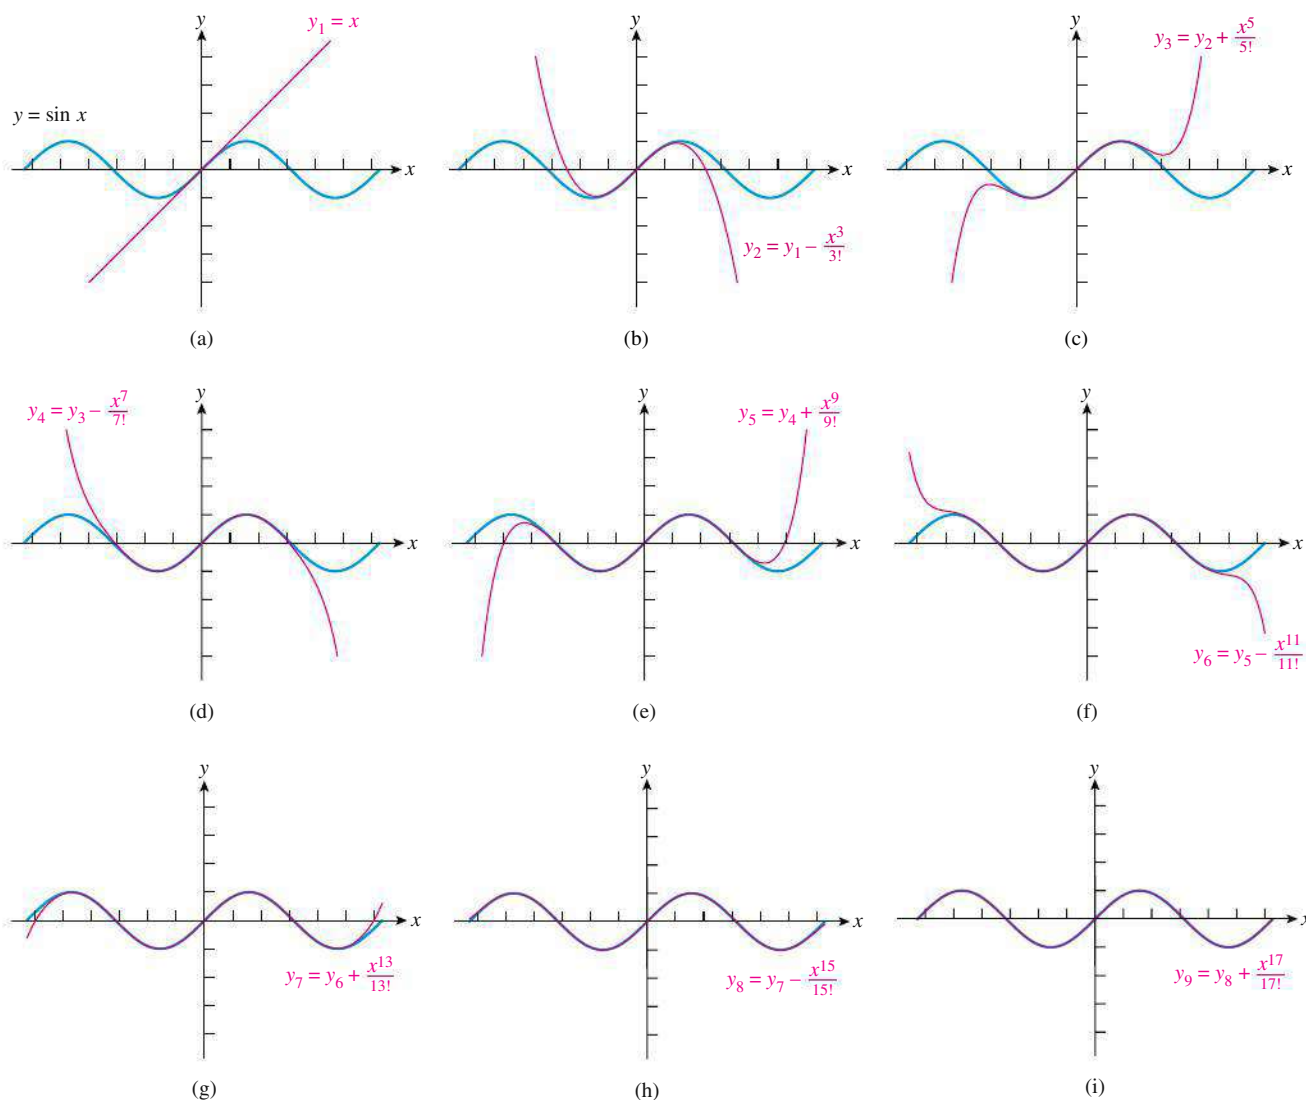 y
y₁ = x
y = sin x
x
(a)
y
x
y₂ = y₁ − x³/3!
(b)
y
y₃ = y₂ + x⁵/5!
x
(c)
y
y₄ = y₃ − x⁷/7!
x
(d)
y
y₅ = y₄ + x⁹/9!
x
(e)
y
x
y₆ = y₅ − x¹¹/11!
(f)
y
x
y₇ = y₆ + x¹³/13!
(g)
y
x
y₈ = y₇ − x¹⁵/15!
(h)
y
x
y₉ = y₈ + x¹⁷/17!
(i)